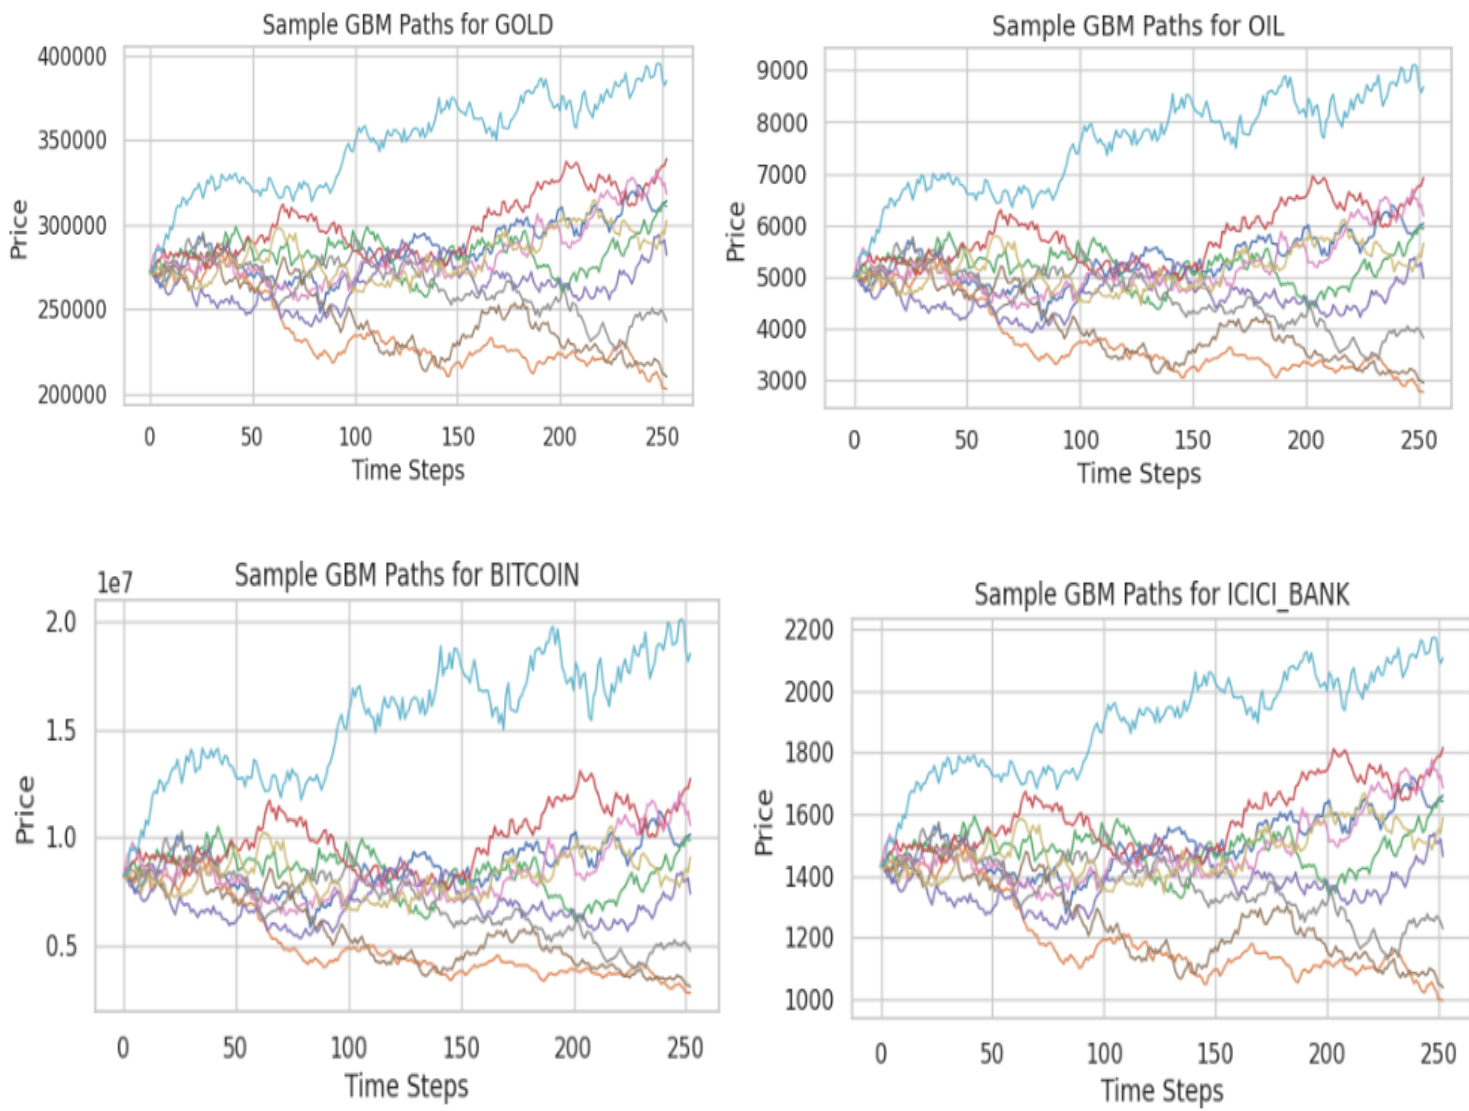 Sample GBM Paths for GOLD
400000
350000
300000
250000
200000
Price
0 50 100 150 200 250
Time Steps
Sample GBM Paths for OIL
9000
8000
7000
6000
5000
4000
3000
Price
0 50 100 150 200 250
Time Steps
Sample GBM Paths for BITCOIN
1e7
2.0
1.5
1.0
0.5
Price
0 50 100 150 200 250
Time Steps
Sample GBM Paths for ICICI_BANK
2200
2000
1800
1600
1400
1200
1000
Price
0 50 100 150 200 250
Time Steps